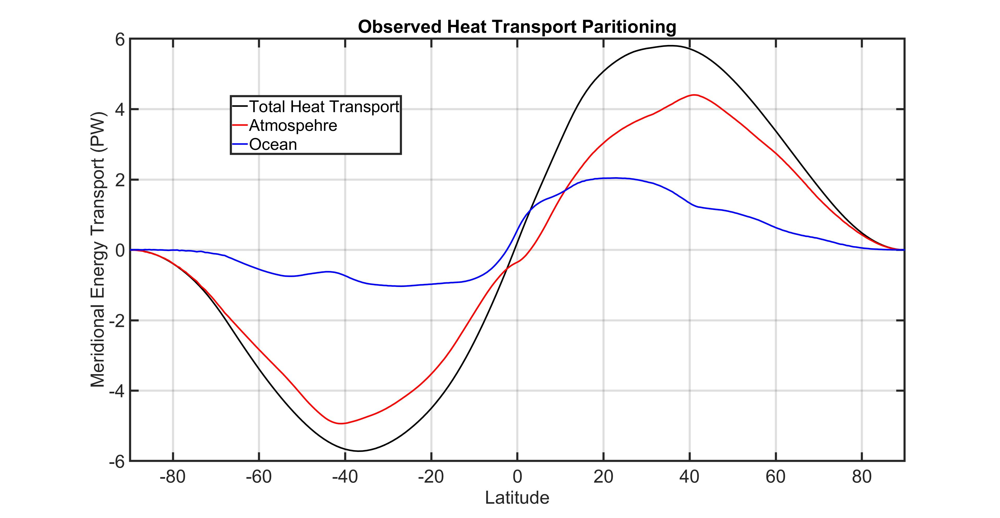 Observed Heat Transport Paritioning
6
4
2
0
-2
-4
-6
Meridional Energy Transport (PW)
Total Heat Transport
Atmospehre
Ocean
-80 -60 -40 -20 0 20 40 60 80
Latitude